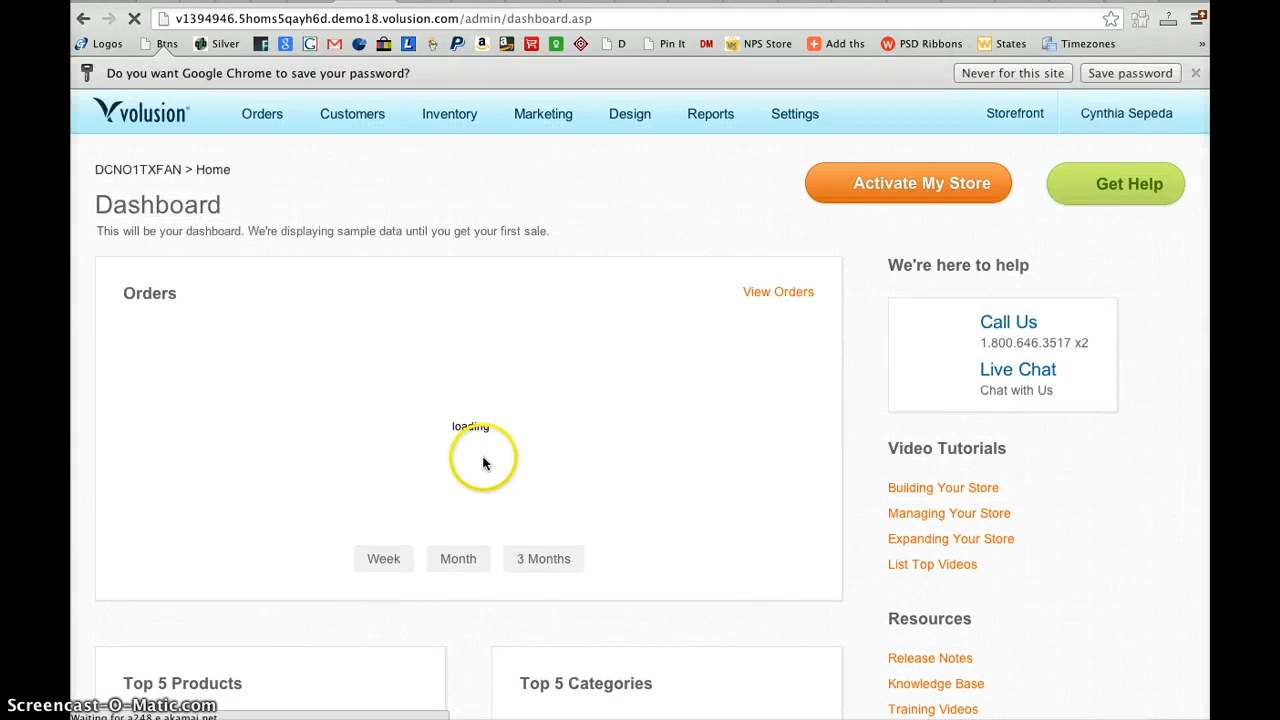 v1394946.5homs5qayh6d.demo18.volusion.com/admin/dashboard.asp
Logos Btns Silver Pin It NPS Store Add ths PSD Ribbons States Timezones »
D DM
Do you want Google Chrome to save your password? Never for this site Save password
volusion Orders Customers Inventory Marketing Design Reports Settings Storefront Cynthia Sepeda
DCNO1TXFAN > Home
Activate My Store Get Help
Dashboard
This will be your dashboard. We're displaying sample data until you get your first sale.
Orders View Orders
loading
Week Month 3 Months
Top 5 Products Top 5 Categories
We're here to help
Call Us
1.800.646.3517 x2
Live Chat
Chat with Us
Video Tutorials
Building Your Store
Managing Your Store
Expanding Your Store
List Top Videos
Resources
Release Notes
Knowledge Base
Training Videos
Screencast-O-Matic.com
Waiting for a248.e.akamai.net